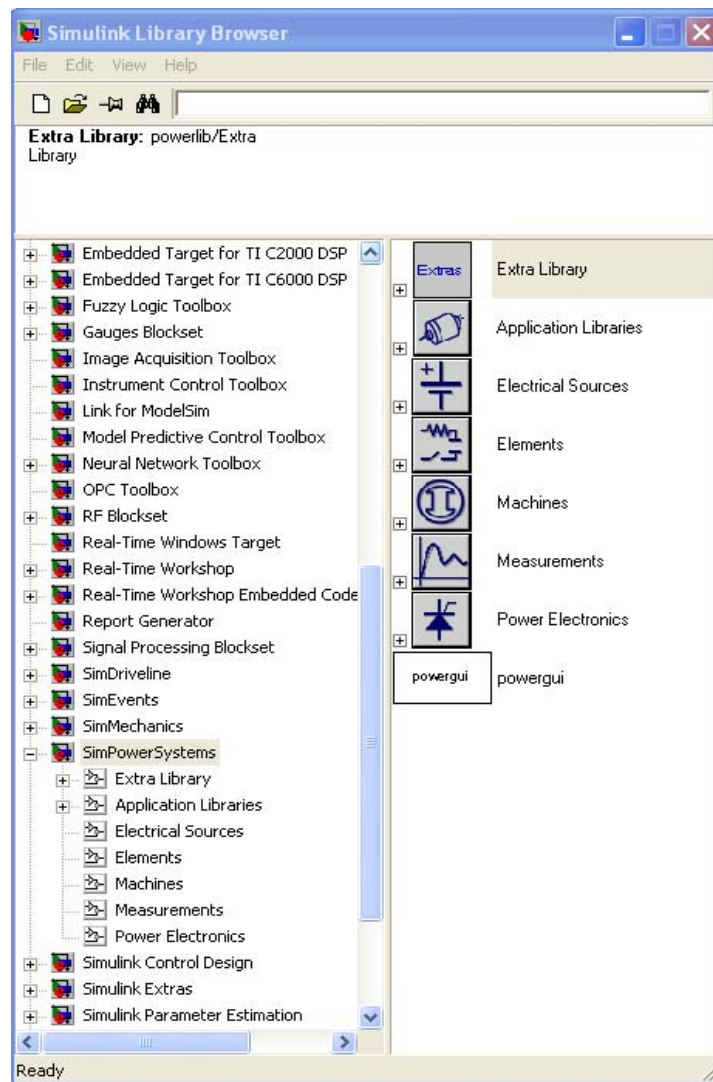 Simulink Library Browser
File Edit View Help
Extra Library: powerlib/Extra
Library
Embedded Target for TI C2000 DSP
Embedded Target for TI C6000 DSP
Fuzzy Logic Toolbox
Gauges Blockset
Image Acquisition Toolbox
Instrument Control Toolbox
Link for ModelSim
Model Predictive Control Toolbox
Neural Network Toolbox
OPC Toolbox
RF Blockset
Real-Time Windows Target
Real-Time Workshop
Real-Time Workshop Embedded Code
Report Generator
Signal Processing Blockset
SimDriveline
SimEvents
SimMechanics
SimPowerSystems
Extra Library
Application Libraries
Electrical Sources
Elements
Machines
Measurements
Power Electronics
Simulink Control Design
Simulink Extras
Simulink Parameter Estimation
Extras Extra Library
Application Libraries
Electrical Sources
Elements
Machines
Measurements
Power Electronics
powergui powergui
Ready